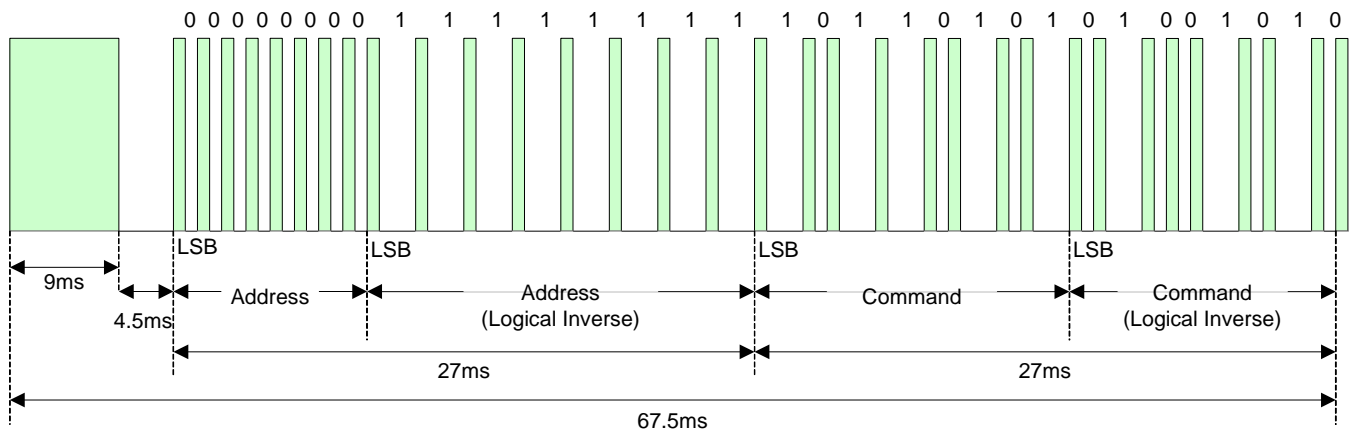 0 0 0 0 0 0 0 0 1 1 1 1 1 1 1 1 1 0 1 1 0 1 0 1 0 1 0 0 1 0 1 0
LSB LSB LSB LSB
9ms
Address Address Command Command
4.5ms (Logical Inverse) (Logical Inverse)
27ms 27ms
67.5ms